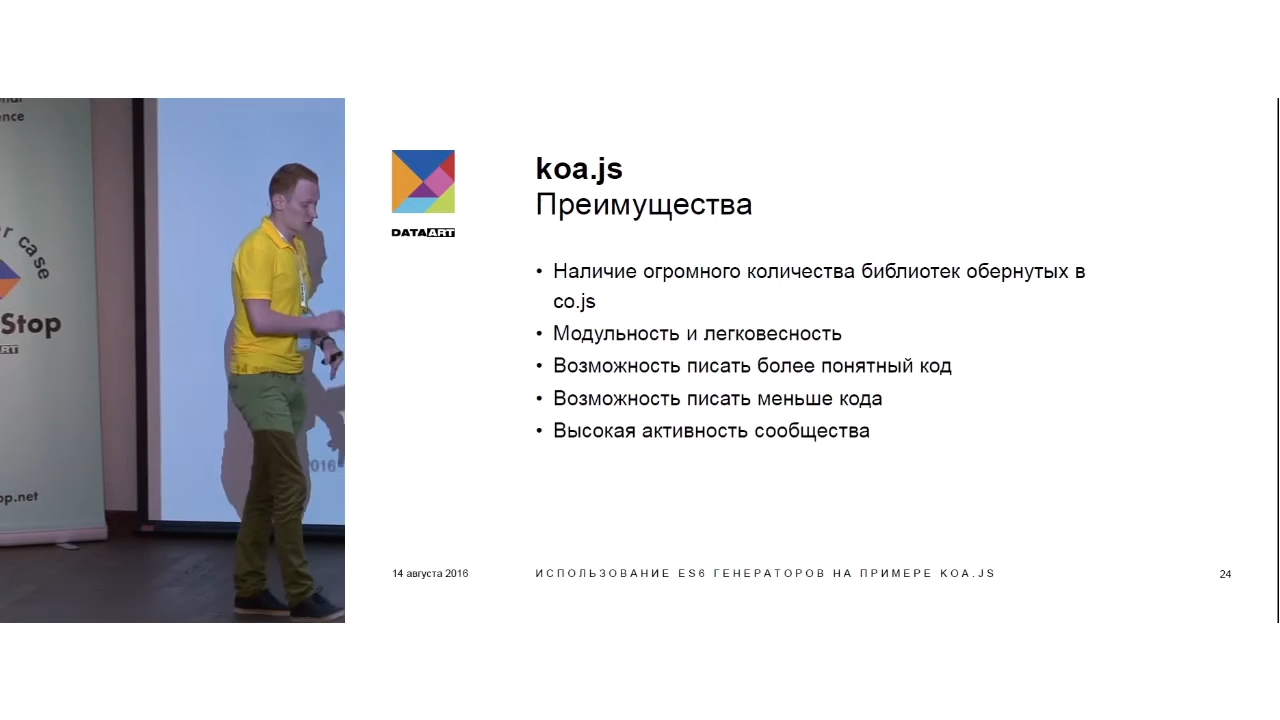 ence
r case
Stop
op.net
2016
DATAART
koa.js
Преимущества
• Наличие огромного количества библиотек обернутых в
co.js
• Модульность и легковесность
• Возможность писать более понятный код
• Возможность писать меньше кода
• Высокая активность сообщества
14 августа 2016
ИСПОЛЬЗОВАНИЕ ES6 ГЕНЕРАТОРОВ НА ПРИМЕРЕ KOA.JS
24